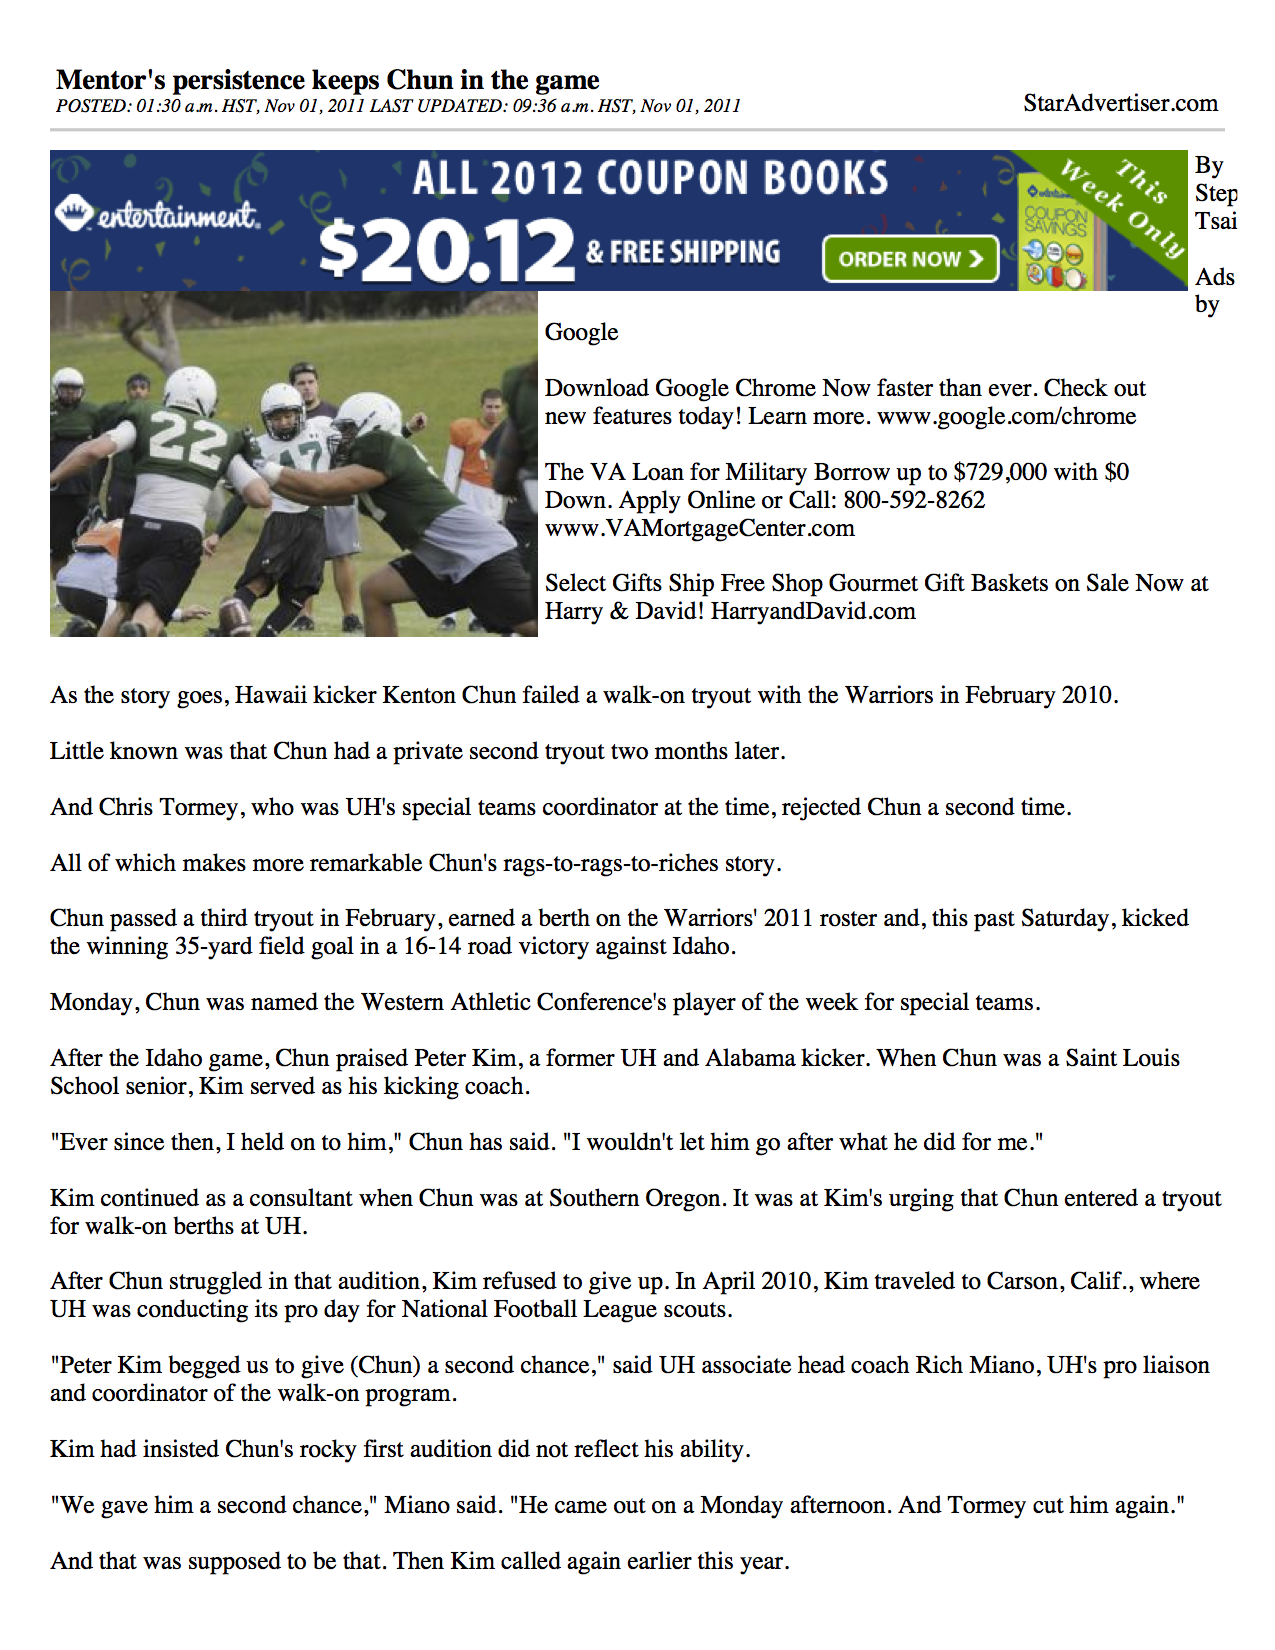 Mentor's persistence keeps Chun in the game
POSTED: 01:30 a.m. HST, Nov 01, 2011 LAST UPDATED: 09:36 a.m. HST, Nov 01, 2011
StarAdvertiser.com
ALL 2012 COUPON BOOKS
entertainment.
$20.12 & FREE SHIPPING
ORDER NOW
COUPON
SAVINGS
This
Week Only
By
Step
Tsai
Ads
by
22
17
Google
Download Google Chrome Now faster than ever. Check out
new features today! Learn more. www.google.com/chrome
The VA Loan for Military Borrow up to $729,000 with $0
Down. Apply Online or Call: 800-592-8262
www.VAMortgageCenter.com
Select Gifts Ship Free Shop Gourmet Gift Baskets on Sale Now at
Harry & David! HarryandDavid.com
As the story goes, Hawaii kicker Kenton Chun failed a walk-on tryout with the Warriors in February 2010.
Little known was that Chun had a private second tryout two months later.
And Chris Tormey, who was UH's special teams coordinator at the time, rejected Chun a second time.
All of which makes more remarkable Chun's rags-to-rags-to-riches story.
Chun passed a third tryout in February, earned a berth on the Warriors' 2011 roster and, this past Saturday, kicked
the winning 35-yard field goal in a 16-14 road victory against Idaho.
Monday, Chun was named the Western Athletic Conference's player of the week for special teams.
After the Idaho game, Chun praised Peter Kim, a former UH and Alabama kicker. When Chun was a Saint Louis
School senior, Kim served as his kicking coach.
"Ever since then, I held on to him," Chun has said. "I wouldn't let him go after what he did for me."
Kim continued as a consultant when Chun was at Southern Oregon. It was at Kim's urging that Chun entered a tryout
for walk-on berths at UH.
After Chun struggled in that audition, Kim refused to give up. In April 2010, Kim traveled to Carson, Calif., where
UH was conducting its pro day for National Football League scouts.
"Peter Kim begged us to give (Chun) a second chance," said UH associate head coach Rich Miano, UH's pro liaison
and coordinator of the walk-on program.
Kim had insisted Chun's rocky first audition did not reflect his ability.
"We gave him a second chance," Miano said. "He came out on a Monday afternoon. And Tormey cut him again."
And that was supposed to be that. Then Kim called again earlier this year.